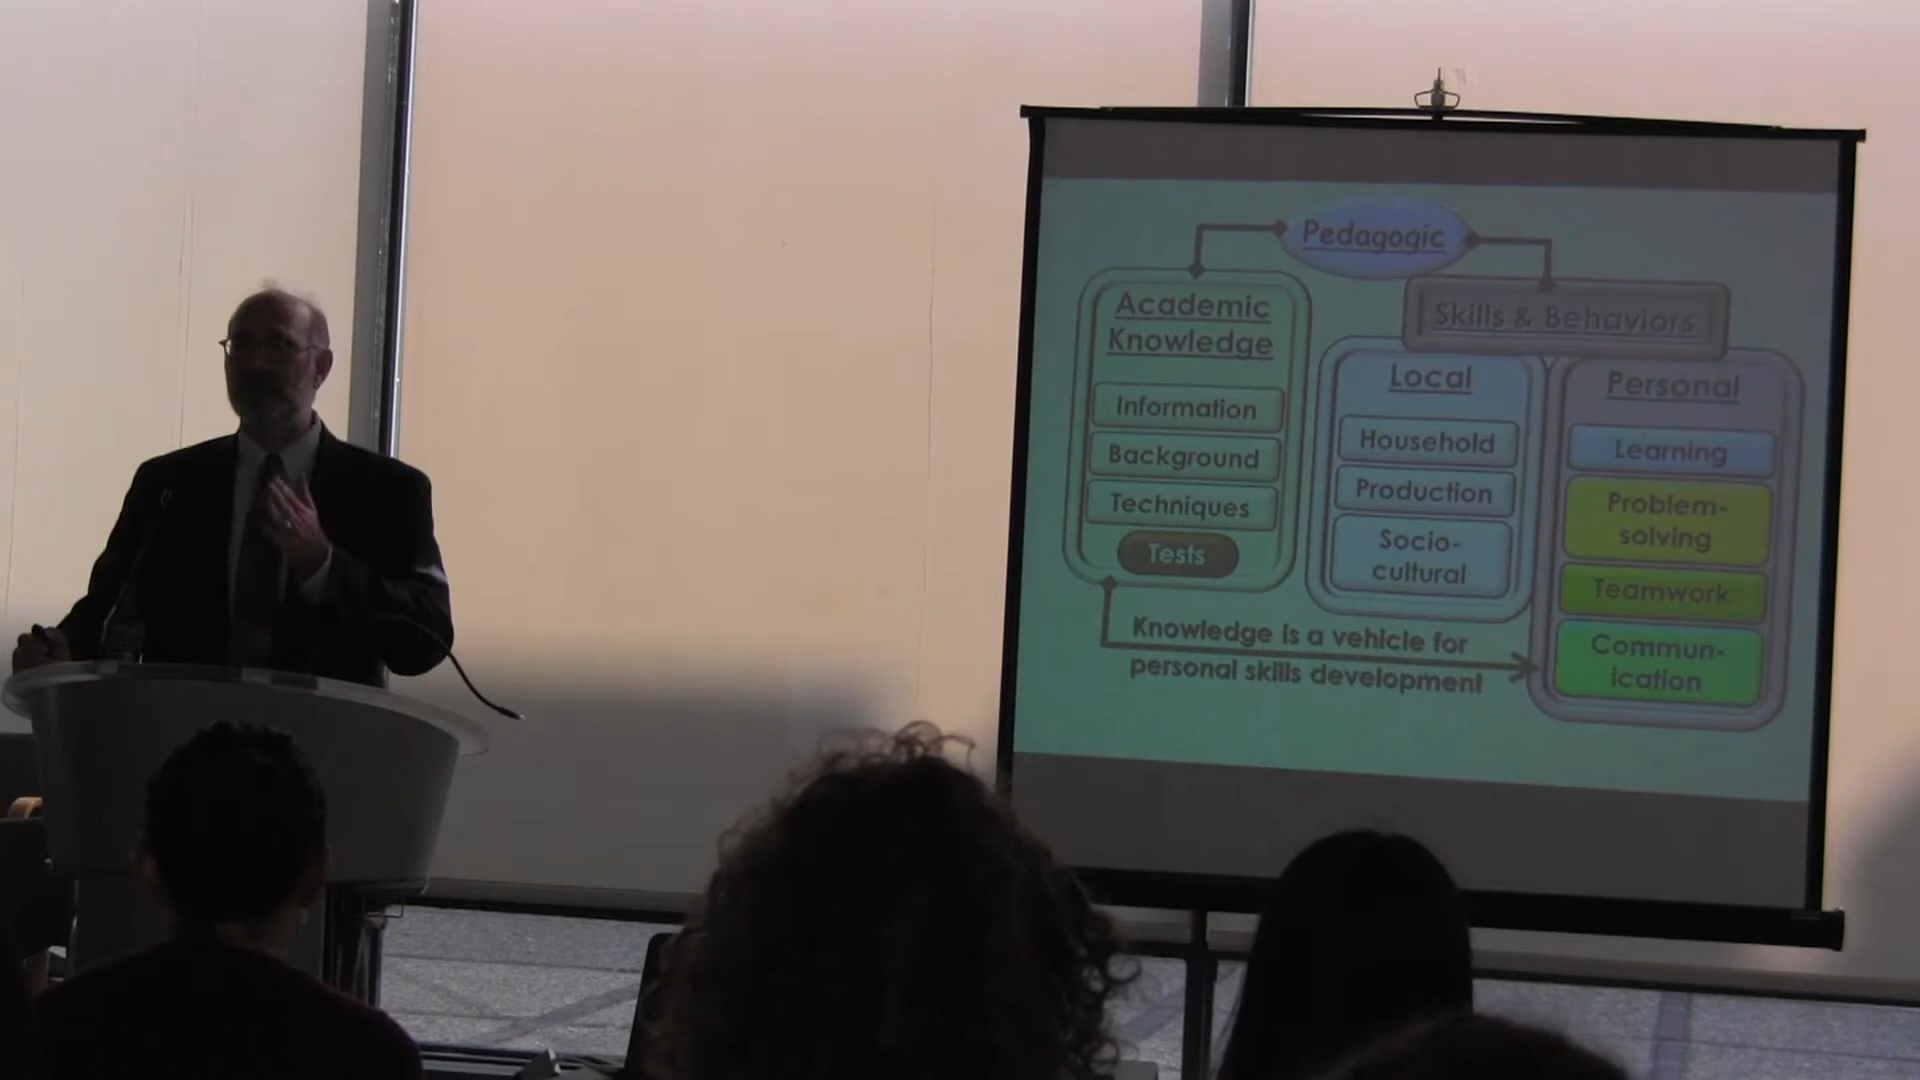 Pedagogic
Academic
Knowledge
Information
Background
Techniques
Tests
Skills & Behaviors
Local
Household
Production
Socio-
cultural
Personal
Learning
Problem-
solving
Teamwork
Commun-
ication
Knowledge is a vehicle for
personal skills development